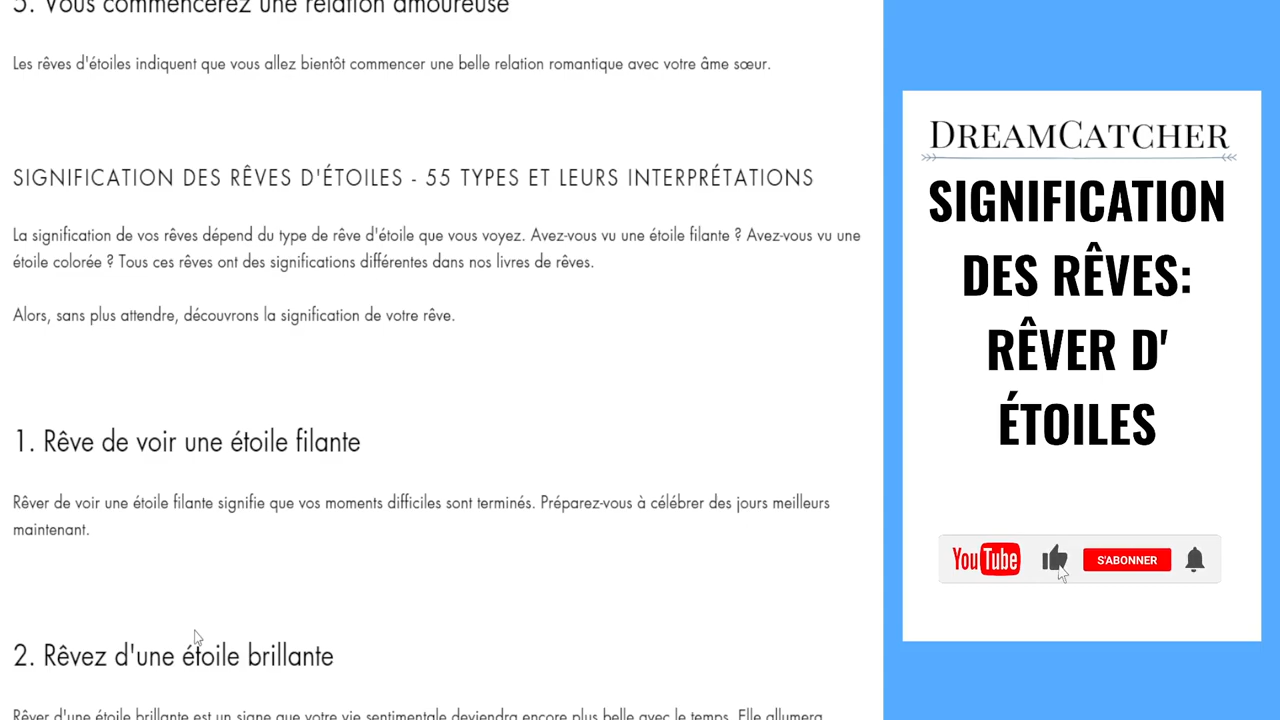 5. Vous commencerez une relation amoureuse
Les rêves d'étoiles indiquent que vous allez bientôt commencer une belle relation romantique avec votre âme sœur.
SIGNIFICATION DES RÊVES D'ÉTOILES - 55 TYPES ET LEURS INTERPRÉTATIONS
La signification de vos rêves dépend du type de rêve d'étoile que vous voyez. Avez-vous vu une étoile filante ? Avez-vous vu une
étoile colorée ? Tous ces rêves ont des significations différentes dans nos livres de rêves.
Alors, sans plus attendre, découvrons la signification de votre rêve.
1. Rêve de voir une étoile filante
Rêver de voir une étoile filante signifie que vos moments difficiles sont terminés. Préparez-vous à célébrer des jours meilleurs
maintenant.
2. Rêvez d'une étoile brillante
Rêver d'une étoile brillante est un signe que votre vie sentimentale deviendra encore plus belle avec le temps. Elle allumera
DREAMCATCHER
SIGNIFICATION
DES RÊVES:
RÊVER D'
ÉTOILES
YouTube
S'ABONNER